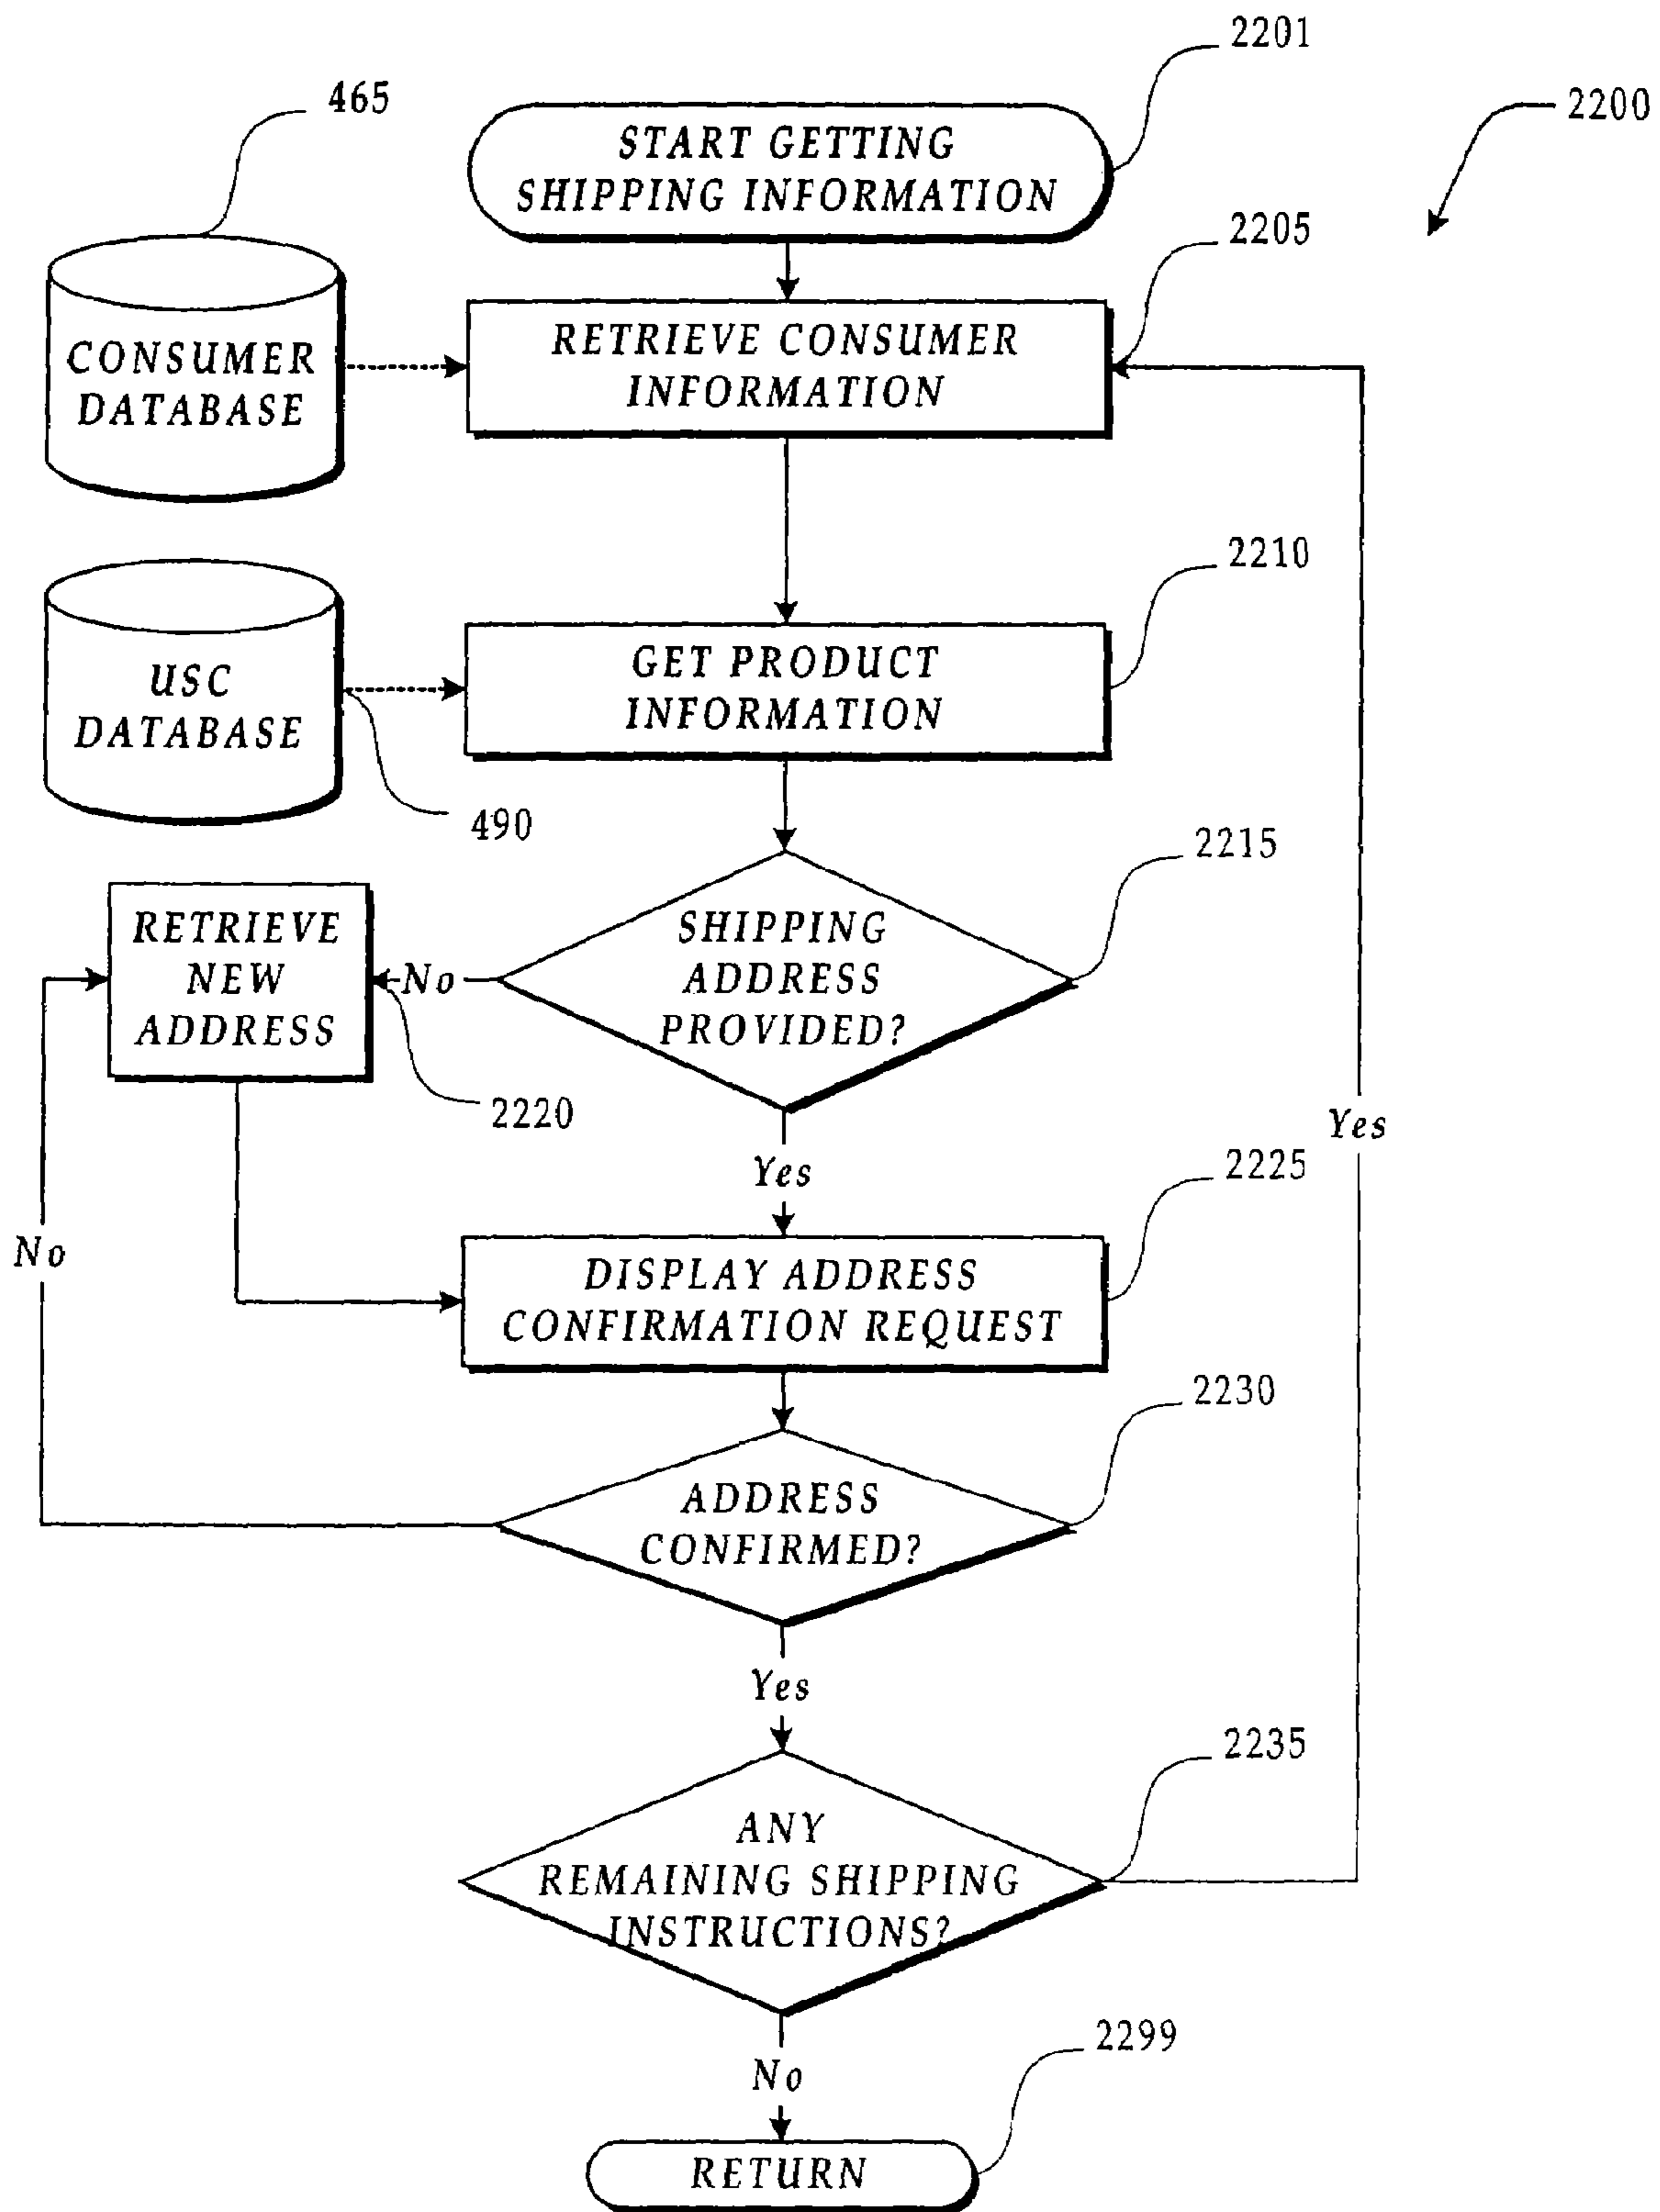 2201
465
2200
START GETTING
SHIPPING INFORMATION
2205
CONSUMER
DATABASE
RETRIEVE CONSUMER
INFORMATION
2210
USC
DATABASE
GET PRODUCT
INFORMATION
490
2215
RETRIEVE
NEW
ADDRESS
No
SHIPPING
ADDRESS
PROVIDED?
2220
Yes
Yes
2225
No
DISPLAY ADDRESS
CONFIRMATION REQUEST
2230
ADDRESS
CONFIRMED?
Yes
2235
ANY
REMAINING SHIPPING
INSTRUCTIONS?
2299
No
RETURN